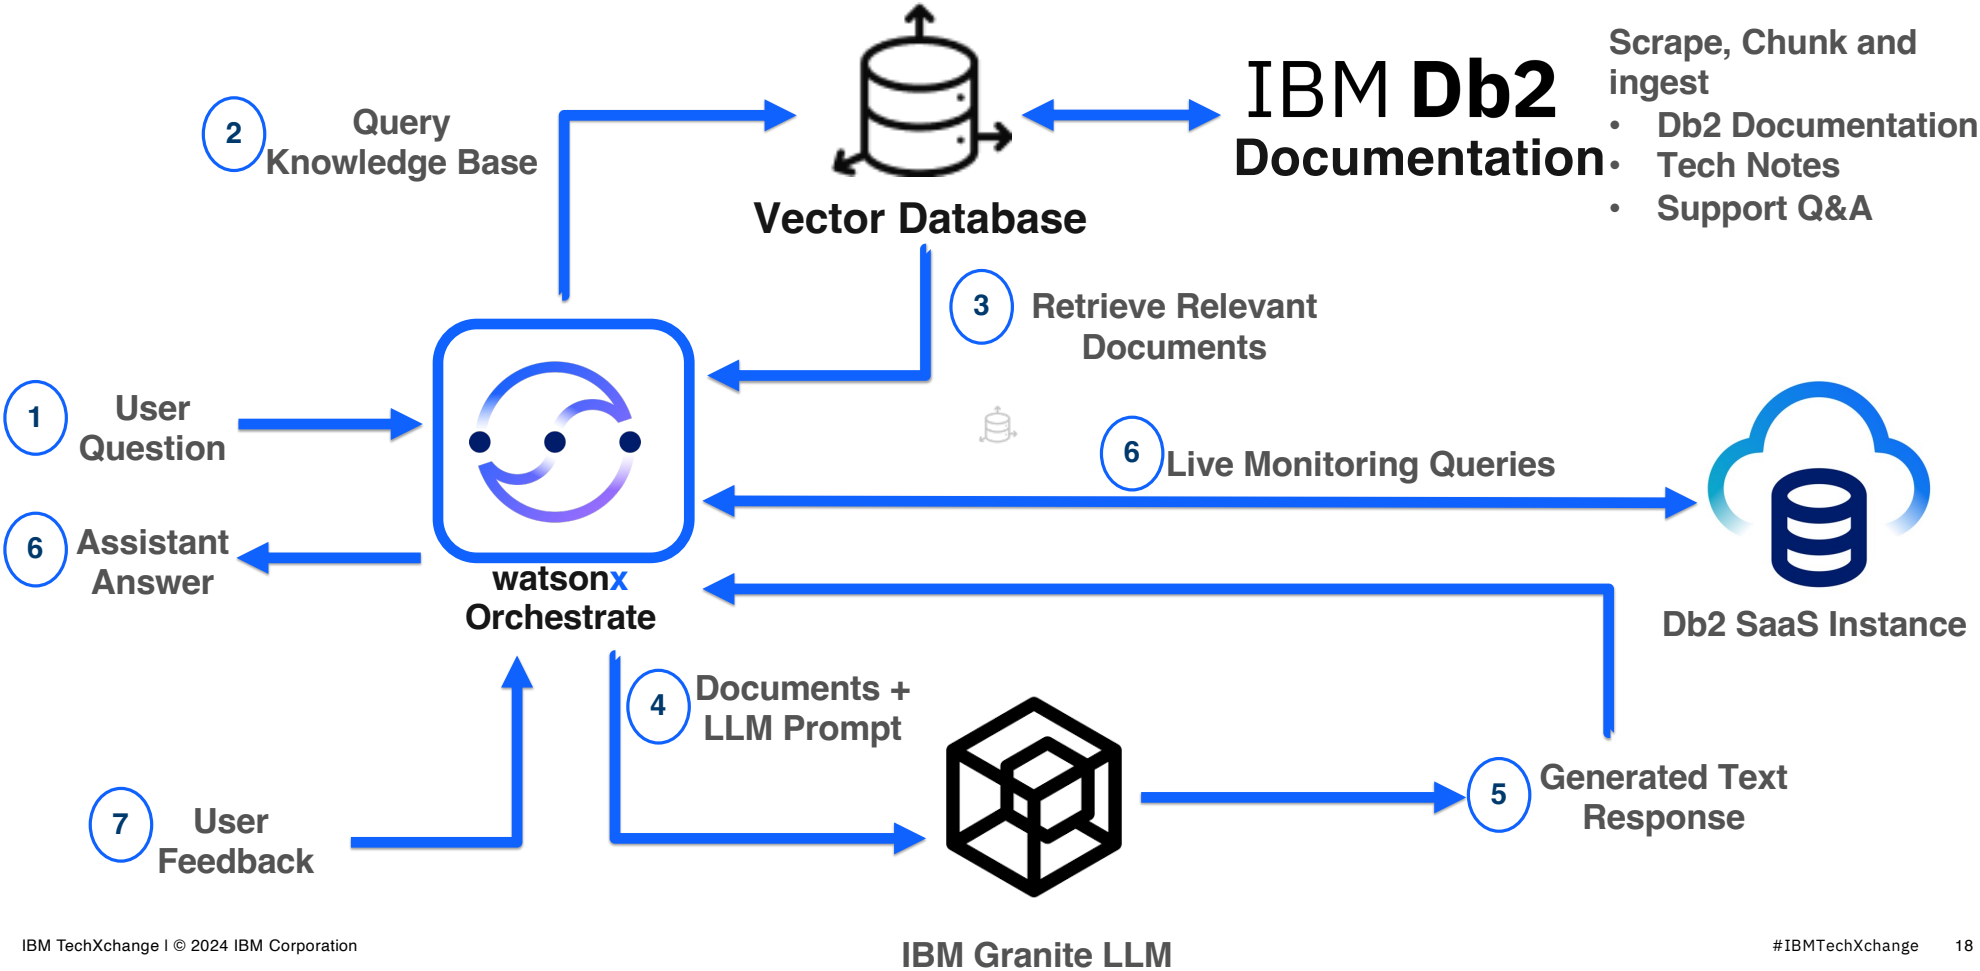 Scrape, Chunk and
ingest
• Db2 Documentation
• Tech Notes
• Support Q&A
IBM Db2
Documentation
2
Query
Knowledge Base
Vector Database
3
Retrieve Relevant
Documents
1
User
Question
6
Live Monitoring Queries
6
Assistant
Answer
watsonx
Orchestrate
Db2 SaaS Instance
4
Documents +
LLM Prompt
5
Generated Text
Response
7
User
Feedback
IBM Granite LLM
IBM TechXchange | © 2024 IBM Corporation
#IBMTechXchange 18